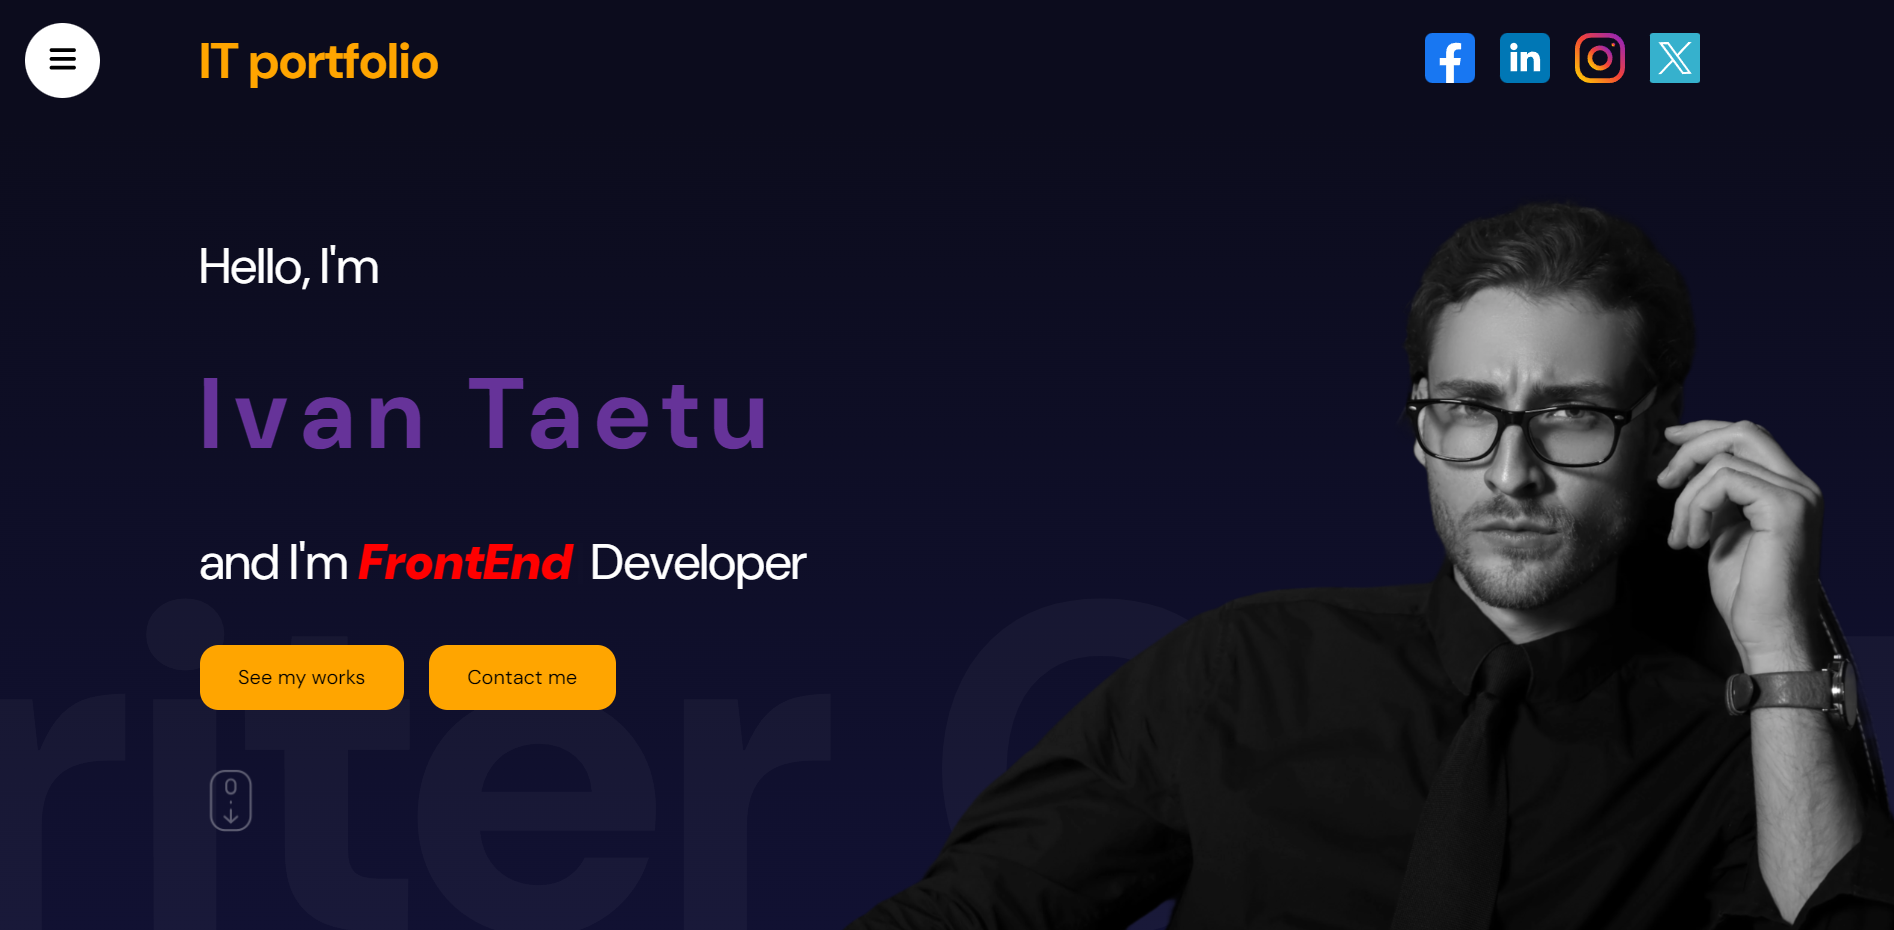 IT portfolio
Hello, I'm
Ivan Taetu
and I'm FrontEnd Developer
See my works
Contact me
riter